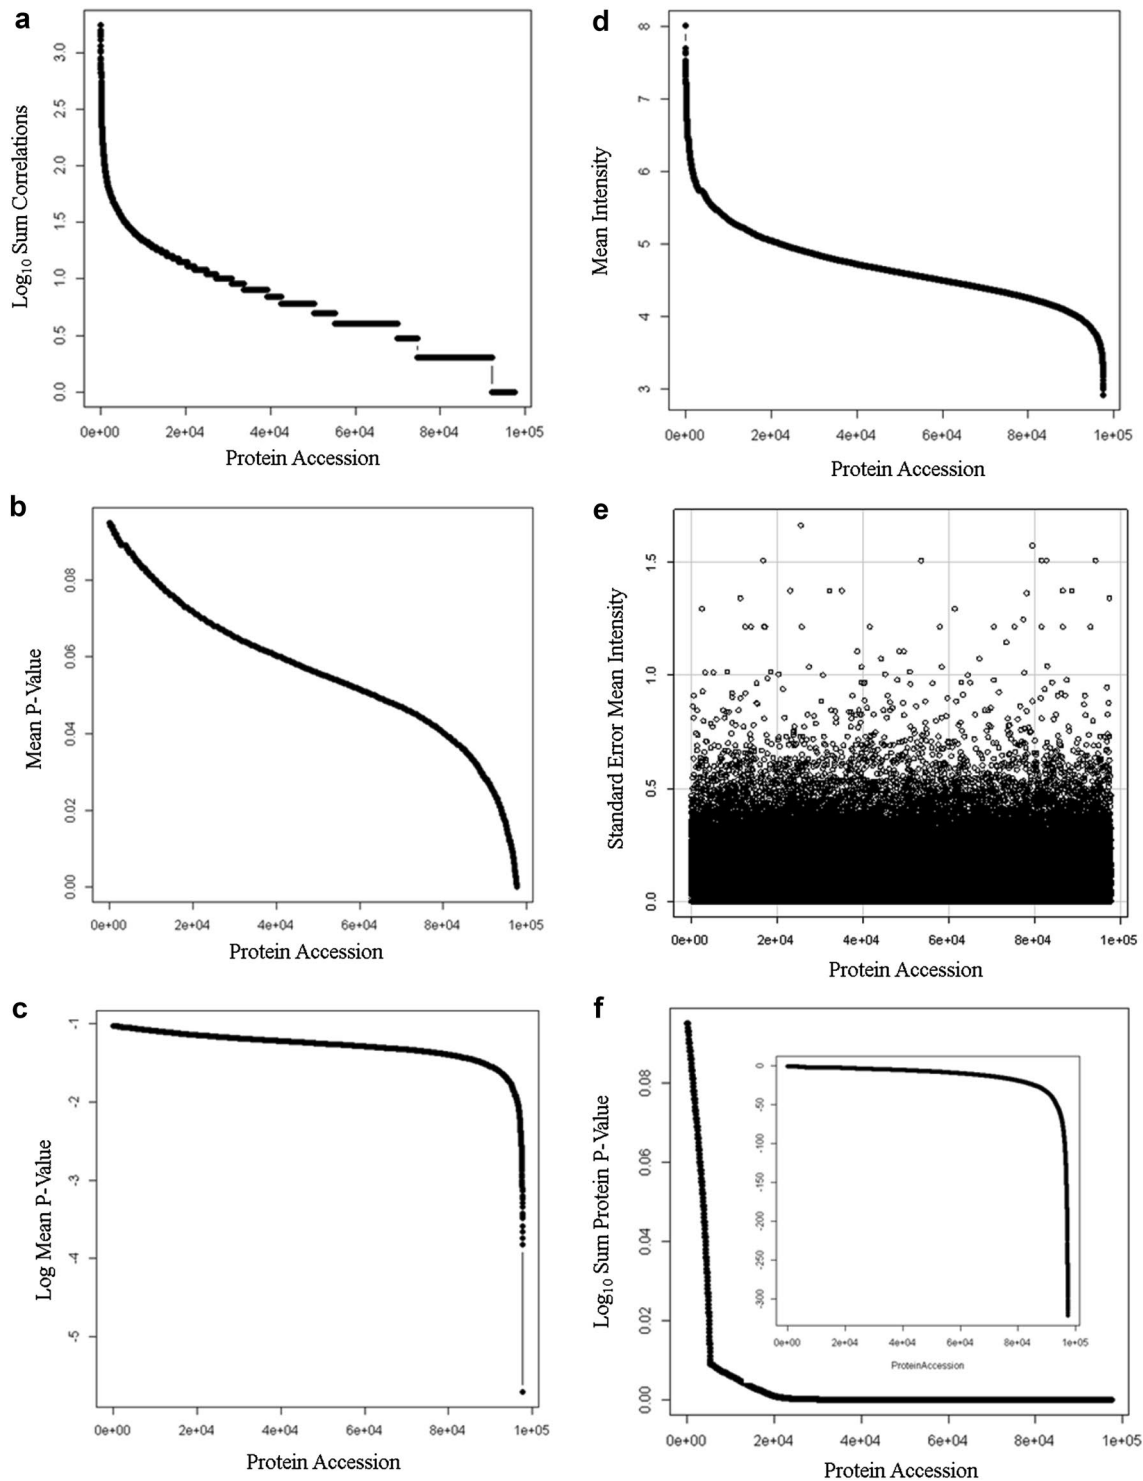 a
Log10 Sum Correlations
3.0
2.5
2.0
1.5
1.0
0.5
0.0
0e+00 2e+04 4e+04 6e+04 8e+04 1e+05
Protein Accession
d
Mean Intensity
8
7
6
5
4
3
0e+00 2e+04 4e+04 6e+04 8e+04 1e+05
Protein Accession
b
Mean P-Value
0.08
0.06
0.04
0.02
0.00
0e+00 2e+04 4e+04 6e+04 8e+04 1e+05
Protein Accession
e
Standard Error Mean Intensity
1.5
1.0
0.5
0.0
0e+00 2e+04 4e+04 6e+04 8e+04 1e+05
Protein Accession
c
Log Mean P-Value
-1
-2
-3
-4
-5
0e+00 2e+04 4e+04 6e+04 8e+04 1e+05
Protein Accession
f
Log10 Sum Protein P-Value
0.08
0.06
0.04
0.02
0.00
0e+00 2e+04 4e+04 6e+04 8e+04 1e+05
Protein Accession
0
-50
-100
-150
-200
-250
-300
0e+00 2e+04 4e+04 6e+04 8e+04 1e+05
ProteinAccession